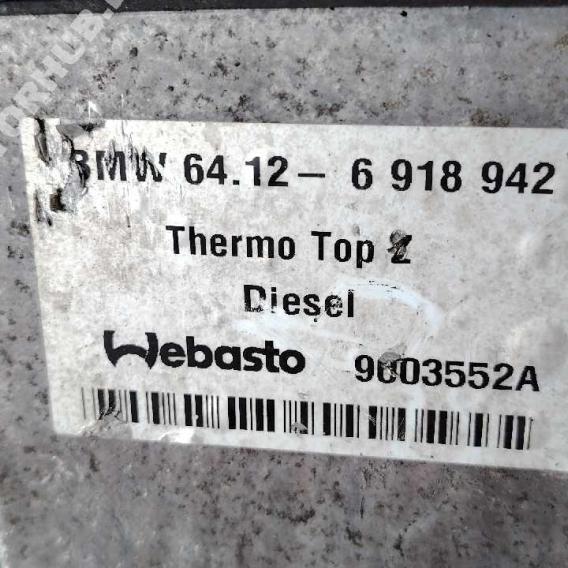 BMW 64.12- 6 918 942
Thermo Top Z
Diesel
Webasto 9003552A